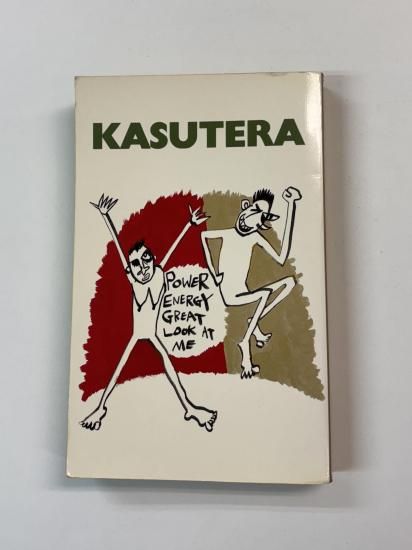 KASUTERA
POWER
ENERGY
GREAT
LOOK AT
ME